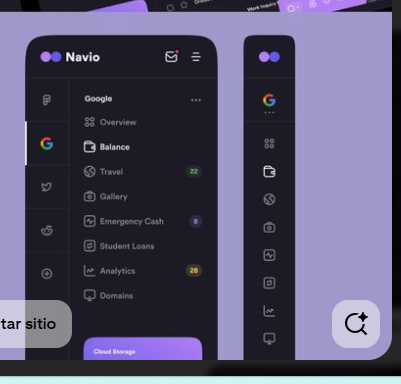 Work Inquiry
Navio
Google
Overview
Balance
Travel 22
Gallery
Emergency Cash 8
Student Loans
Analytics 28
Domains
tar sitio
Cloud Storage